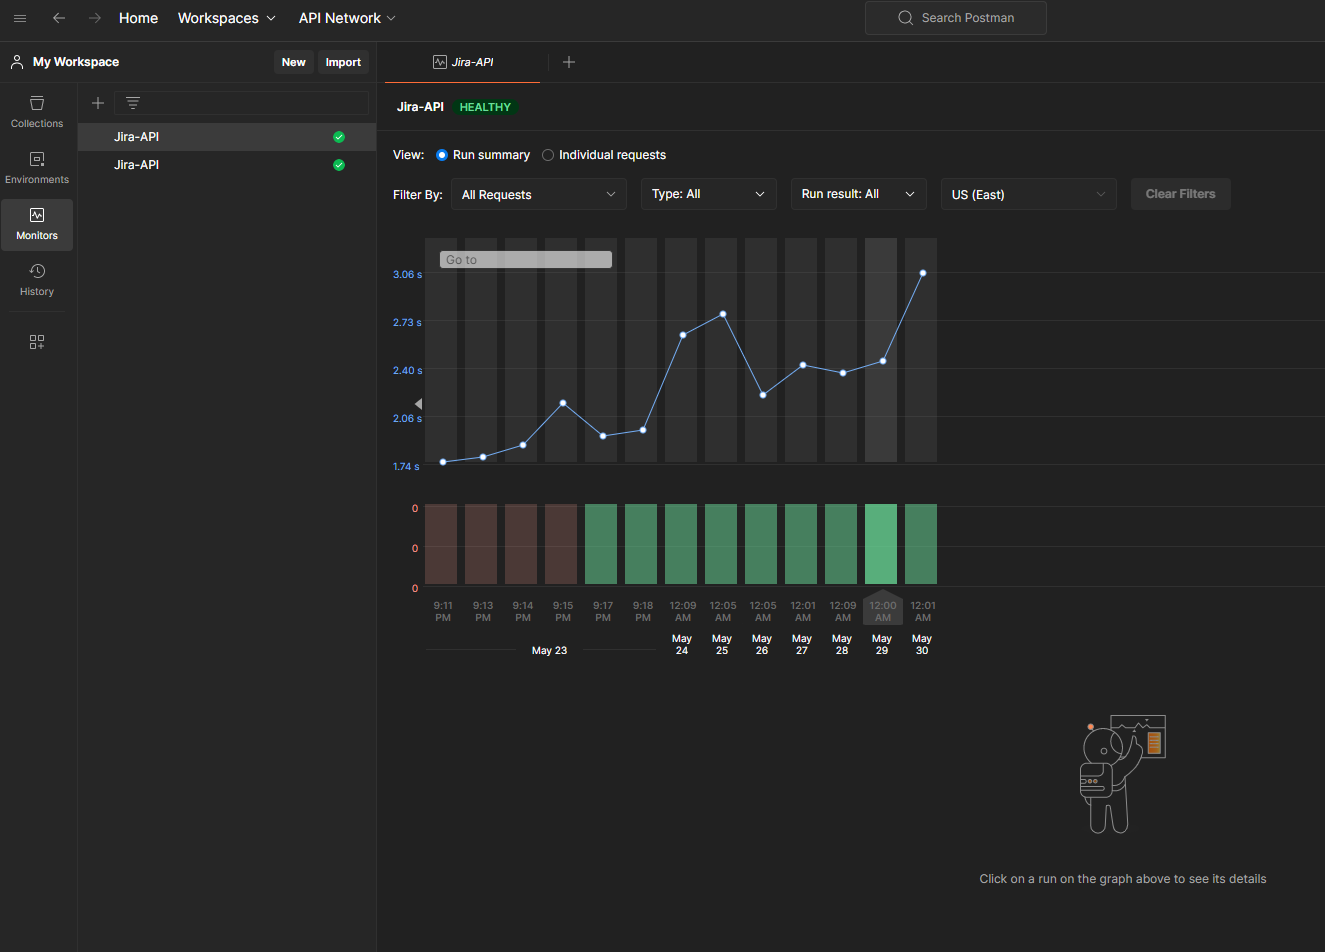 Home Workspaces API Network Search Postman
My Workspace New Import Jira-API
Collections
Environments
Monitors
History
Jira-API
Jira-API
Jira-API HEALTHY
View: Run summary Individual requests
Filter By: All Requests Type: All Run result: All US (East) Clear Filters
Go to
3.06 s
2.73 s
2.40 s
2.06 s
1.74 s
0
0
0
9:11 PM 9:13 PM 9:14 PM 9:15 PM 9:17 PM 9:18 PM 12:09 AM 12:05 AM 12:05 AM 12:01 AM 12:09 AM 12:00 AM 12:01 AM
May 23 May 24 May 25 May 26 May 27 May 28 May 29 May 30
Click on a run on the graph above to see its details